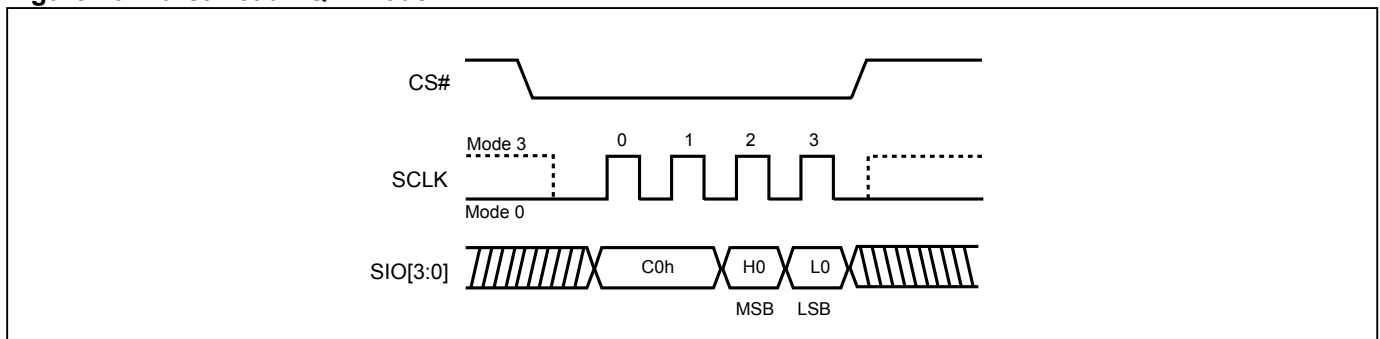 CS#
Mode 3
0 1 2 3
SCLK
Mode 0
SIO[3:0]
C0h H0 L0
MSB LSB